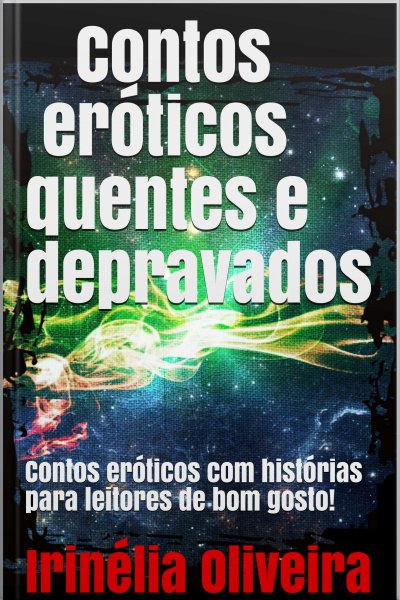 Contos
eróticos
quentes e
depravados
Contos eróticos com histórias
para leitores de bom gosto!
Irinélia Oliveira